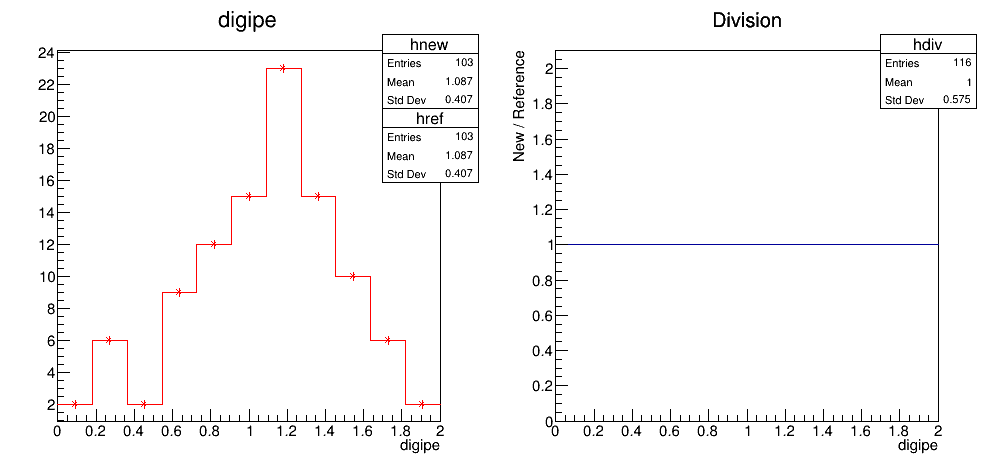 digipe
hnew
Entries 103
Mean 1.087
Std Dev 0.407
href
Entries 103
Mean 1.087
Std Dev 0.407
24
22
20
18
16
14
12
10
8
6
4
2
0 0.2 0.4 0.6 0.8 1 1.2 1.4 1.6 1.8 2
digipe
Division
hdiv
Entries 116
Mean 1
Std Dev 0.575
New / Reference
2
1.8
1.6
1.4
1.2
1
0.8
0.6
0.4
0.2
0
0 0.2 0.4 0.6 0.8 1 1.2 1.4 1.6 1.8 2
digipe